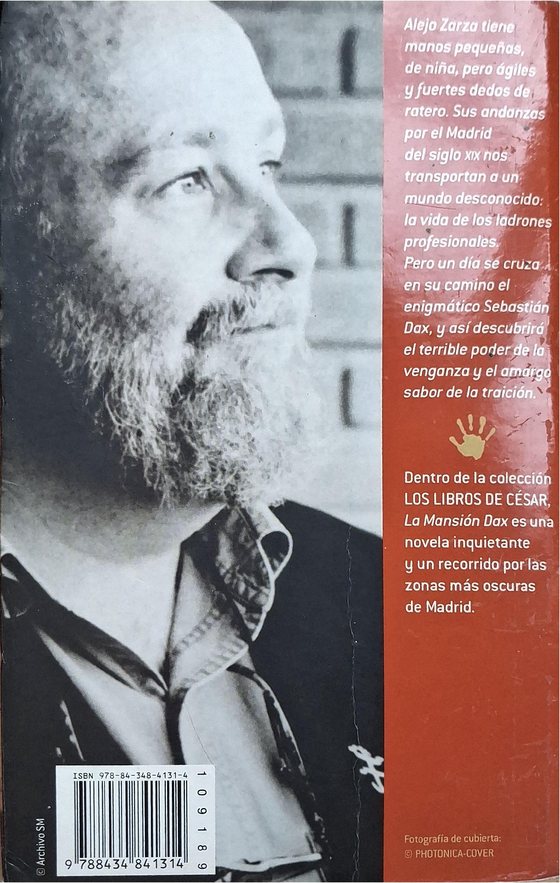 Alejo Zarza tiene
manos pequeñas,
de niña, pero ágiles
y fuertes dedos de
ratero. Sus andanzas
por el Madrid
del siglo XIX nos
transportan a un
mundo desconocido:
la vida de los ladrones
profesionales.
Pero un día se cruza
en su camino el
enigmático Sebastián
Dax, y así descubrirá
el terrible poder de la
venganza y el amargo
sabor de la traición.
Dentro de la colección
LOS LIBROS DE CÉSAR,
La Mansión Dax es una
novela inquietante
y un recorrido por las
zonas más oscuras
de Madrid.
Fotografía de cubierta:
© PHOTONICA-COVER
© Archivo SM
ISBN 978-84-348-4131-4
9 788434 841314
109189